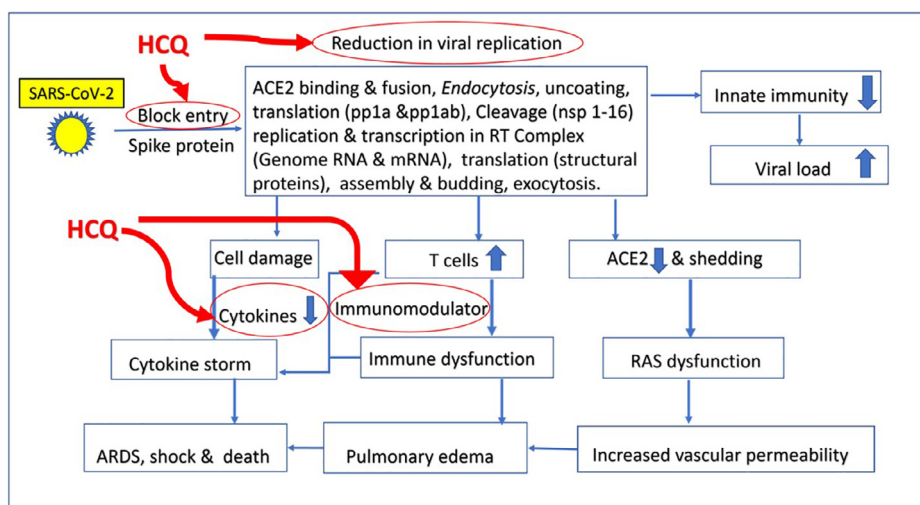 HCQ
Reduction in viral replication
SARS-CoV-2
Block entry
Spike protein
ACE2 binding & fusion, Endocytosis, uncoating,
translation (pp1a &pp1ab), Cleavage (nsp 1-16)
replication & transcription in RT Complex
(Genome RNA & mRNA), translation (structural
proteins), assembly & budding, exocytosis.
Innate immunity
Viral load
HCQ
Cell damage
T cells
ACE2 & shedding
Cytokines
Immunomodulator
Cytokine storm
Immune dysfunction
RAS dysfunction
ARDS, shock & death
Pulmonary edema
Increased vascular permeability